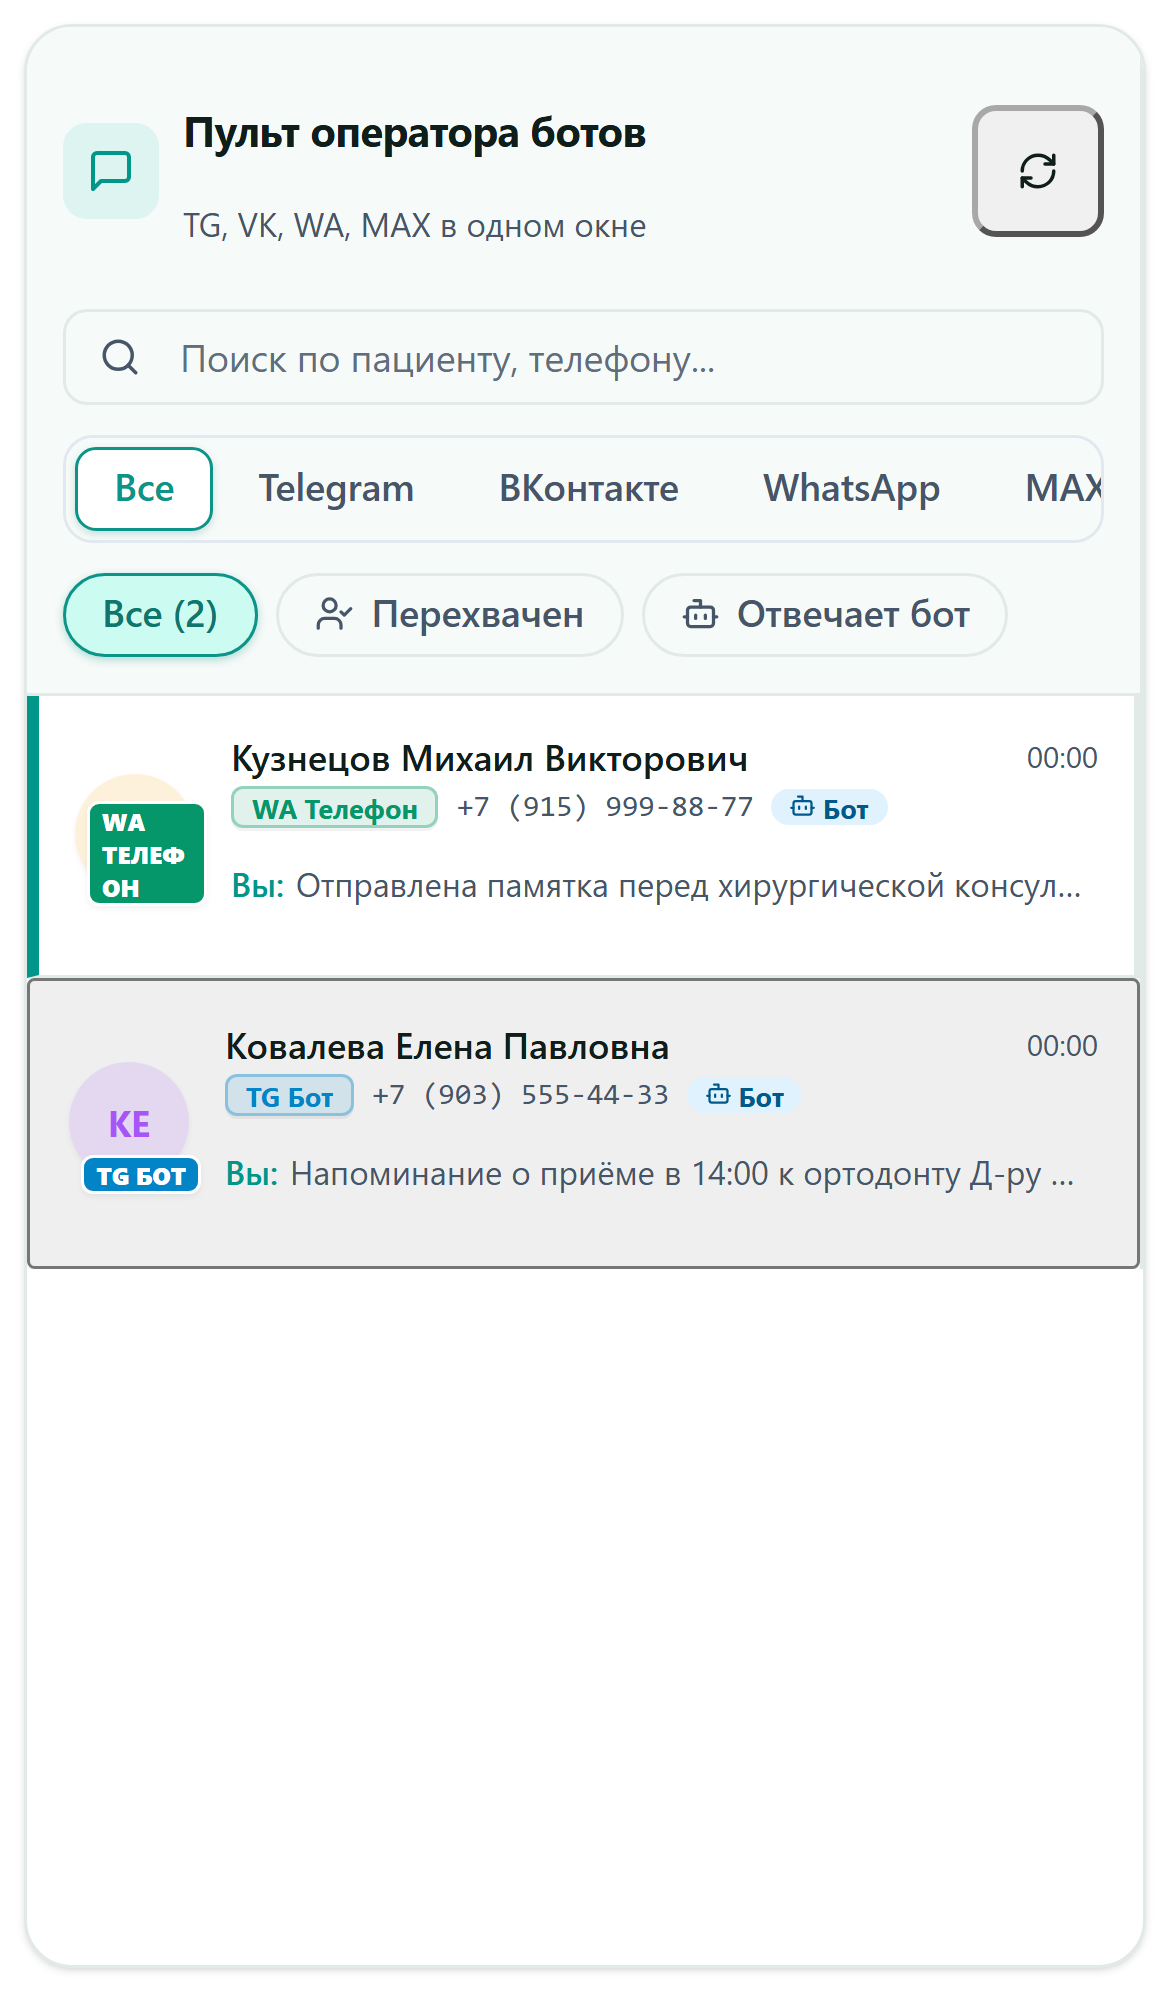 Пульт оператора ботов
TG, VK, WA, MAX в одном окне
Поиск по пациенту, телефону...
Все Telegram ВКонтакте WhatsApp MAX
Все (2) Перехвачен Отвечает бот
Кузнецов Михаил Викторович 00:00
WA Телефон +7 (915) 999-88-77 Бот
WA
ТЕЛЕФ
ОН
Вы: Отправлена памятка перед хирургической консул...
Ковалева Елена Павловна 00:00
TG Бот +7 (903) 555-44-33 Бот
КЕ
TG БОТ
Вы: Напоминание о приёме в 14:00 к ортодонту Д-ру ...